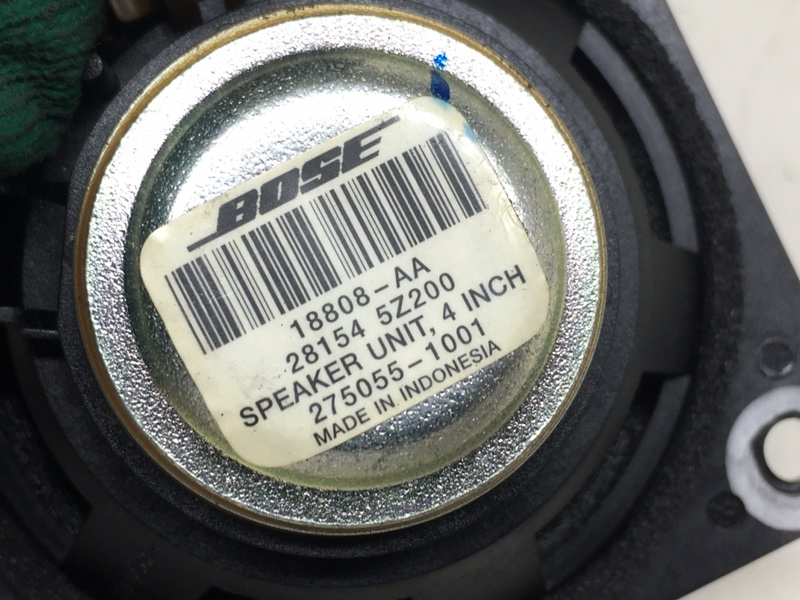 BOSE
18808-AA
28154 5Z200
SPEAKER UNIT, 4 INCH
275055-1001
MADE IN INDONESIA